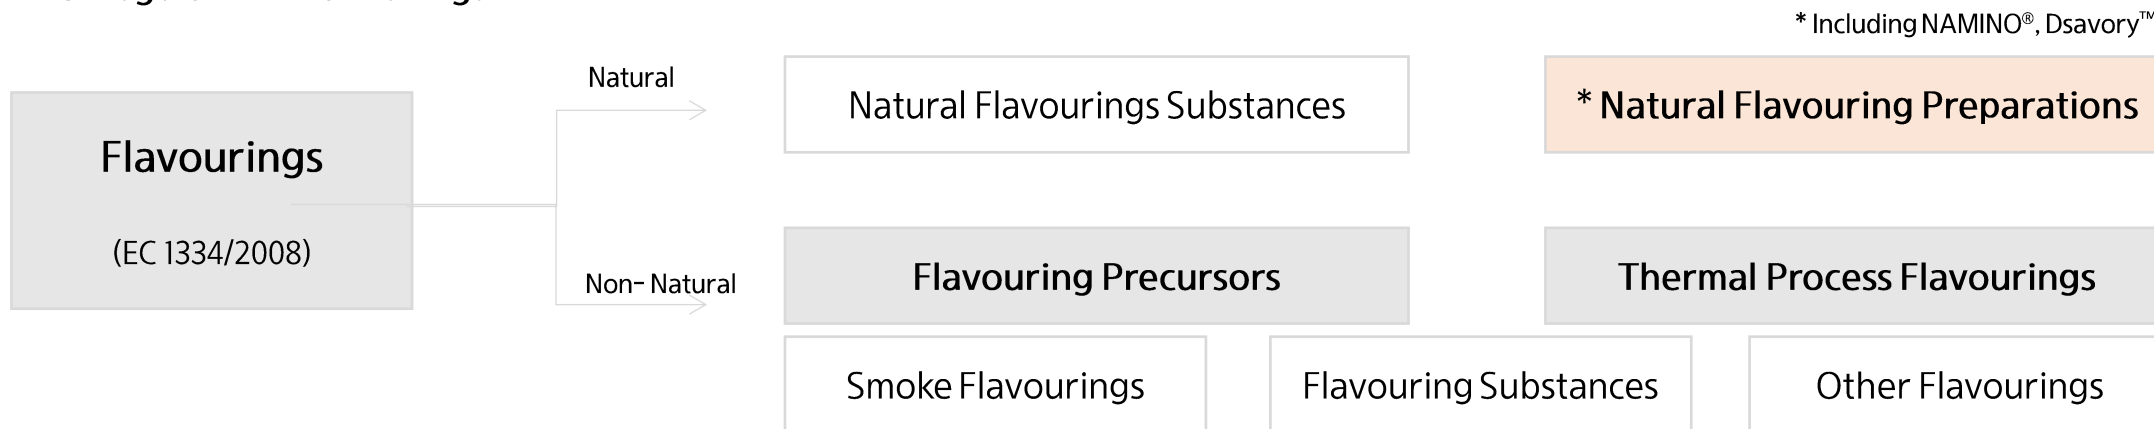 * Including NAMINO®, Dsavory™
Natural
Natural Flavourings Substances
* Natural Flavouring Preparations
Flavourings
(EC 1334/2008)
Non- Natural
Flavouring Precursors
Thermal Process Flavourings
Smoke Flavourings
Flavouring Substances
Other Flavourings